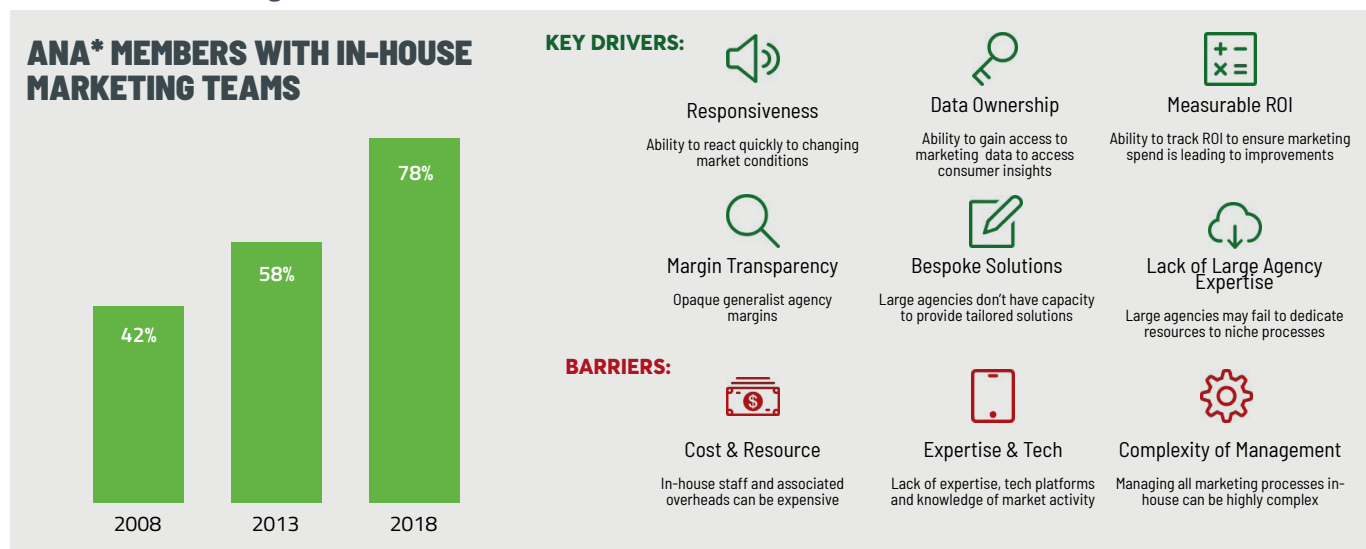 ANA* MEMBERS WITH IN-HOUSE
MARKETING TEAMS
78%
58%
42%
2008
2013
2018
KEY DRIVERS:
Responsiveness
Ability to react quickly to changing
market conditions
Data Ownership
Ability to gain access to
marketing data to access
consumer insights
Measurable ROI
Ability to track ROI to ensure marketing
spend is leading to improvements
Margin Transparency
Opaque generalist agency
margins
Bespoke Solutions
Large agencies don't have capacity
to provide tailored solutions
Lack of Large Agency
Expertise
Large agencies may fail to dedicate
resources to niche processes
BARRIERS:
Cost & Resource
In-house staff and associated
overheads can be expensive
Expertise & Tech
Lack of expertise, tech platforms
and knowledge of market activity
Complexity of Management
Managing all marketing processes in-
house can be highly complex